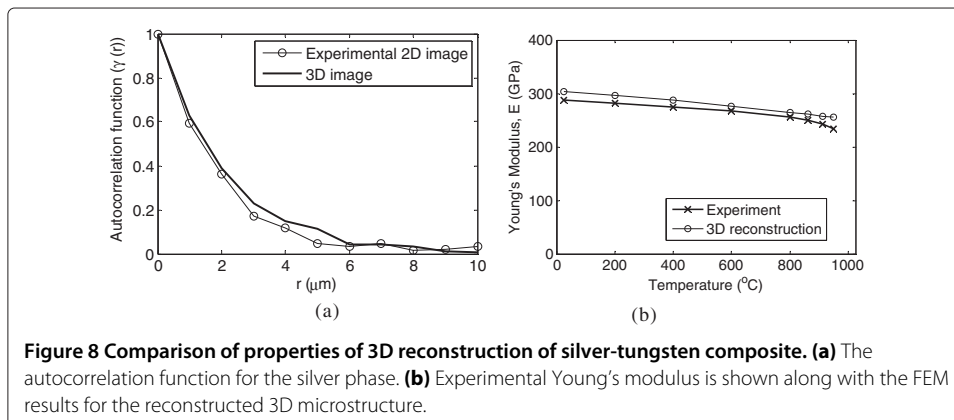 1
0.8
0.6
0.4
0.2
0
Autocorrelation function (γ (r))
Experimental 2D image
3D image
0 2 4 6 8 10
r (μm)
(a)
400
300
200
100
0
Young's Modulus, E (GPa)
Experiment
3D reconstruction
0 200 400 600 800 1000
Temperature (°C)
(b)
Figure 8 Comparison of properties of 3D reconstruction of silver-tungsten composite. (a) The
autocorrelation function for the silver phase. (b) Experimental Young's modulus is shown along with the FEM
results for the reconstructed 3D microstructure.